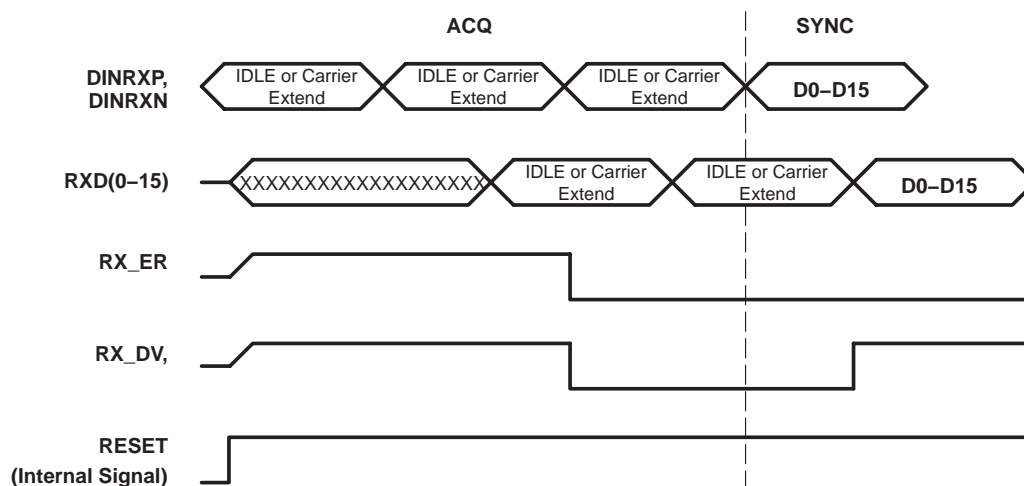 ACQ
SYNC
DINRXP,
DINRXN
IDLE or Carrier
Extend
IDLE or Carrier
Extend
IDLE or Carrier
Extend
D0–D15
RXD(0–15)
XXXXXXXXXXXXXXXXXXXX
IDLE or Carrier
Extend
IDLE or Carrier
Extend
D0–D15
RX_ER
RX_DV,
RESET
(Internal Signal)